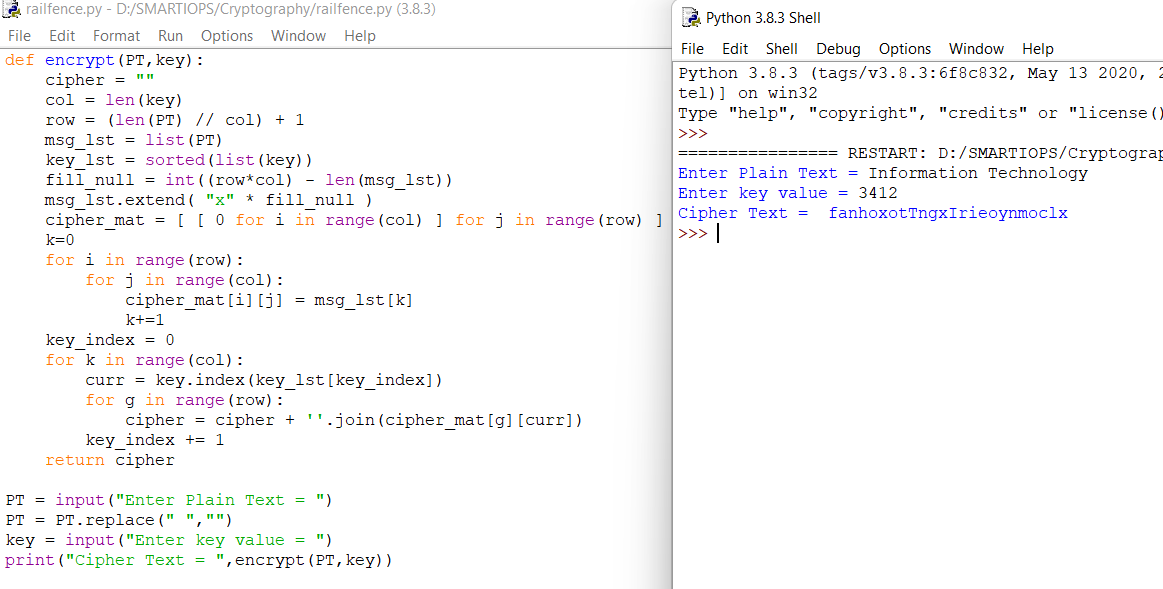 railfence.py - D:/SMARTIOPS/Cryptography/railfence.py (3.8.3)
File Edit Format Run Options Window Help
def encrypt(PT,key):
    cipher = ""
    col = len(key)
    row = (len(PT) // col) + 1
    msg_lst = list(PT)
    key_lst = sorted(list(key))
    fill_null = int((row*col) - len(msg_lst))
    msg_lst.extend( "x" * fill_null )
    cipher_mat = [ [ 0 for i in range(col) ] for j in range(row) ]
    k=0
    for i in range(row):
        for j in range(col):
            cipher_mat[i][j] = msg_lst[k]
            k+=1
    key_index = 0
    for k in range(col):
        curr = key.index(key_lst[key_index])
        for g in range(row):
            cipher = cipher + ''.join(cipher_mat[g][curr])
        key_index += 1
    return cipher
PT = input("Enter Plain Text = ")
PT = PT.replace(" ","")
key = input("Enter key value = ")
print("Cipher Text = ",encrypt(PT,key))
Python 3.8.3 Shell
File Edit Shell Debug Options Window Help
Python 3.8.3 (tags/v3.8.3:6f8c832, May 13 2020, 2
tel)] on win32
Type "help", "copyright", "credits" or "license()
>>>
================ RESTART: D:/SMARTIOPS/Cryptograp
Enter Plain Text = Information Technology
Enter key value = 3412
Cipher Text =  fanhoxotTngxIrieoynmoclx
>>>